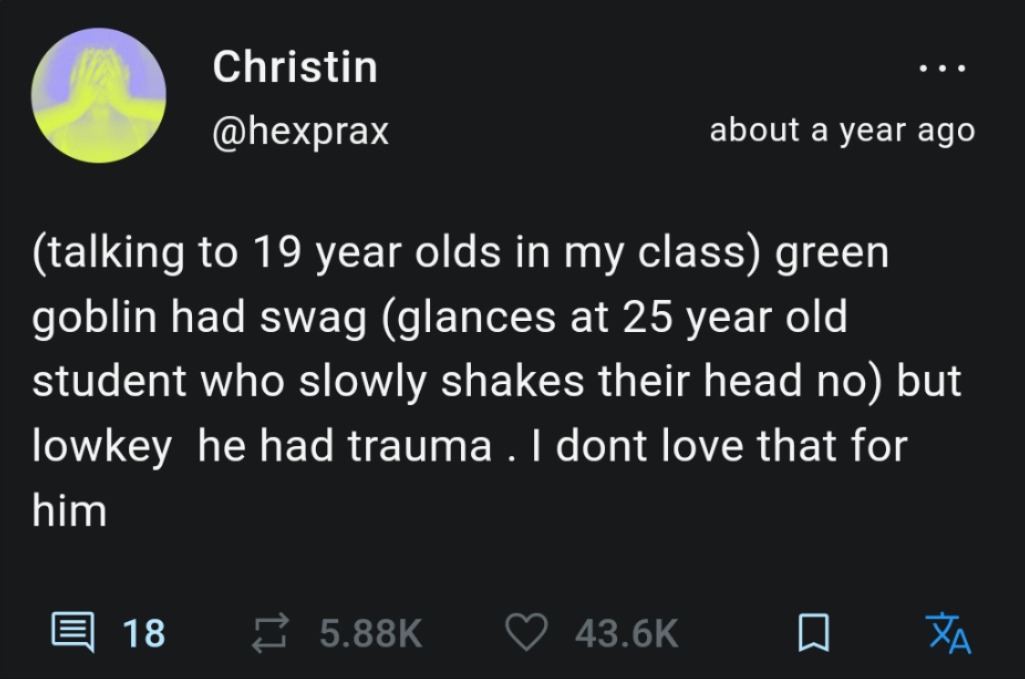 Christin
...
@hexprax
about a year ago
(talking to 19 year olds in my class) green
goblin had swag (glances at 25 year old
student who slowly shakes their head no) but
lowkey  he had trauma . I dont love that for
him
18 5.88K 43.6K